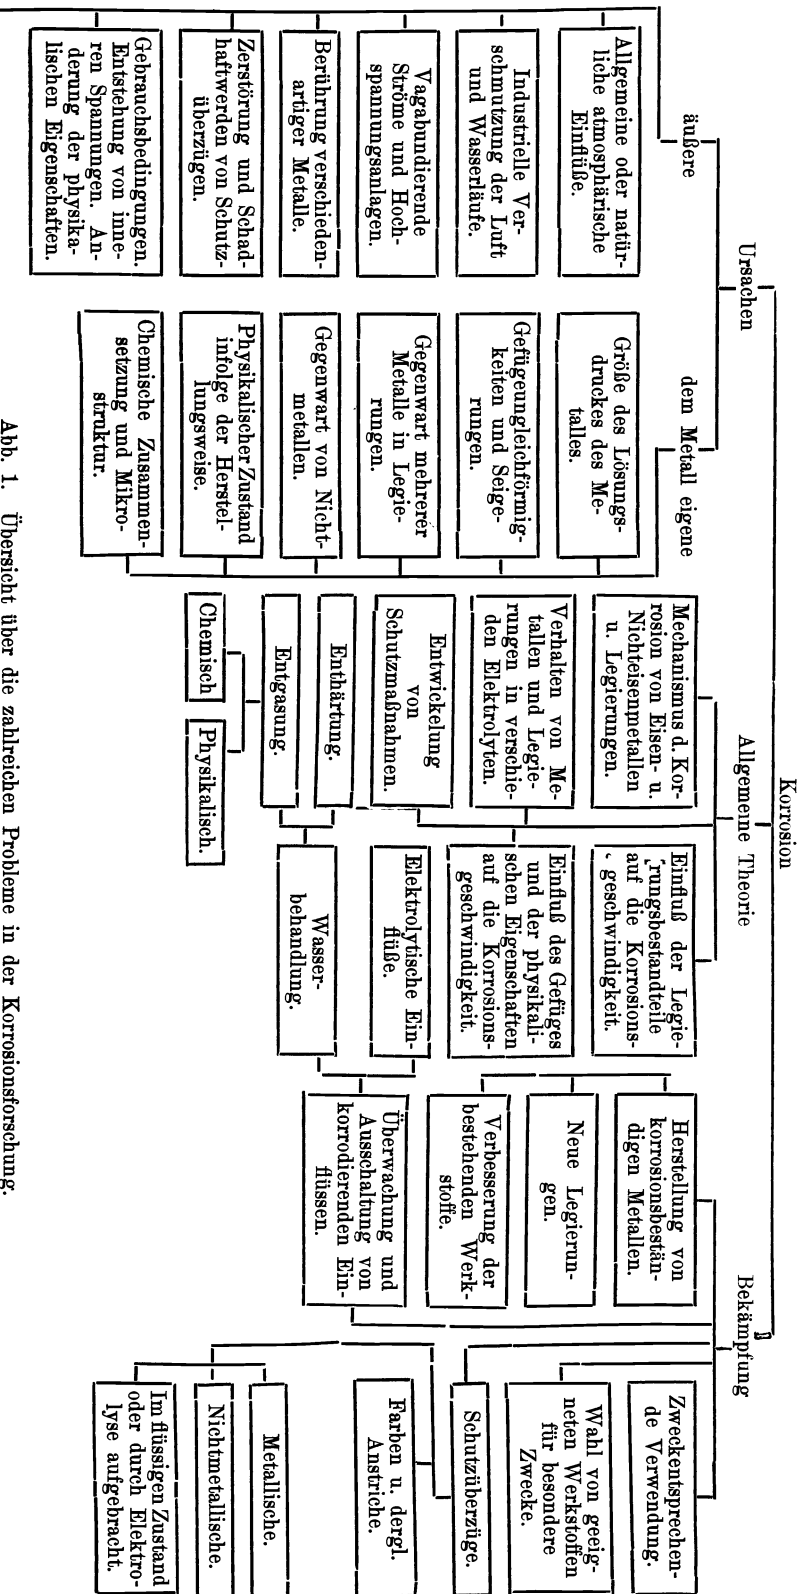 Korrosion
Ursachen
Allgemeine Theorie
Bekämpfung
äußere
dem Metall eigene
Allgemeine oder natür-
liche atmosphärische
Einflüße.
Industrielle Ver-
schmutzung der Luft
und Wasserläufe.
Vagabundierende
Ströme und Hoch-
spannungsanlagen.
Berührung verschieden-
artiger Metalle.
Zerstörung und Schad-
haftwerden von Schutz-
überzügen.
Gebrauchsbedingungen.
Entstehung von inne-
ren Spannungen. An-
derung der physika-
lischen Eigenschaften.
Größe des Lösungs-
druckes des Me-
talles.
Gefügeungleichförmig-
keiten und Seige-
rungen.
Gegenwart mehrerer
Metalle in Legie-
rungen.
Gegenwart von Nicht-
metallen.
Physikalischer Zustand
infolge der Herstel-
lungsweise.
Chemische Zusammen-
setzung und Mikro-
struktur.
Mechanismus d. Kor-
rosion von Eisen- u.
Nichteisenmetallen
u. Legierungen.
Verhalten von Me-
tallen und Legie-
rungen in verschie-
den Elektrolyten.
Entwickelung
von
Schutzmaßnahmen.
Enthärtung.
Entgasung.
Chemisch
Physikalisch.
Einfluß der Legie-
rungsbestandteile
auf die Korrosions-
geschwindigkeit.
Einfluß des Gefüges
und der physikali-
schen Eigenschaften
auf die Korrosions-
geschwindigkeit.
Elektrolytische Ein-
flüße.
Wasser-
behandlung.
Herstellung von
korrosionsbestän-
digen Metallen.
Neue Legierun-
gen.
Verbesserung der
bestehenden Werk-
stoffe.
Überwachung und
Ausschaltung von
korrodierenden Ein-
flüssen.
Zweckentsprechen-
de Verwendung.
Wahl von geeig-
neten Werkstoffen
für besondere
Zwecke.
Schutzüberzüge.
Farben u. dergl.
Anstriche.
Metallische.
Nichtmetallische.
Im flüssigen Zustand
oder durch Elektro-
lyse aufgebracht.
Abb. 1. Übersicht über die zahlreichen Probleme in der Korrosionsforschung.